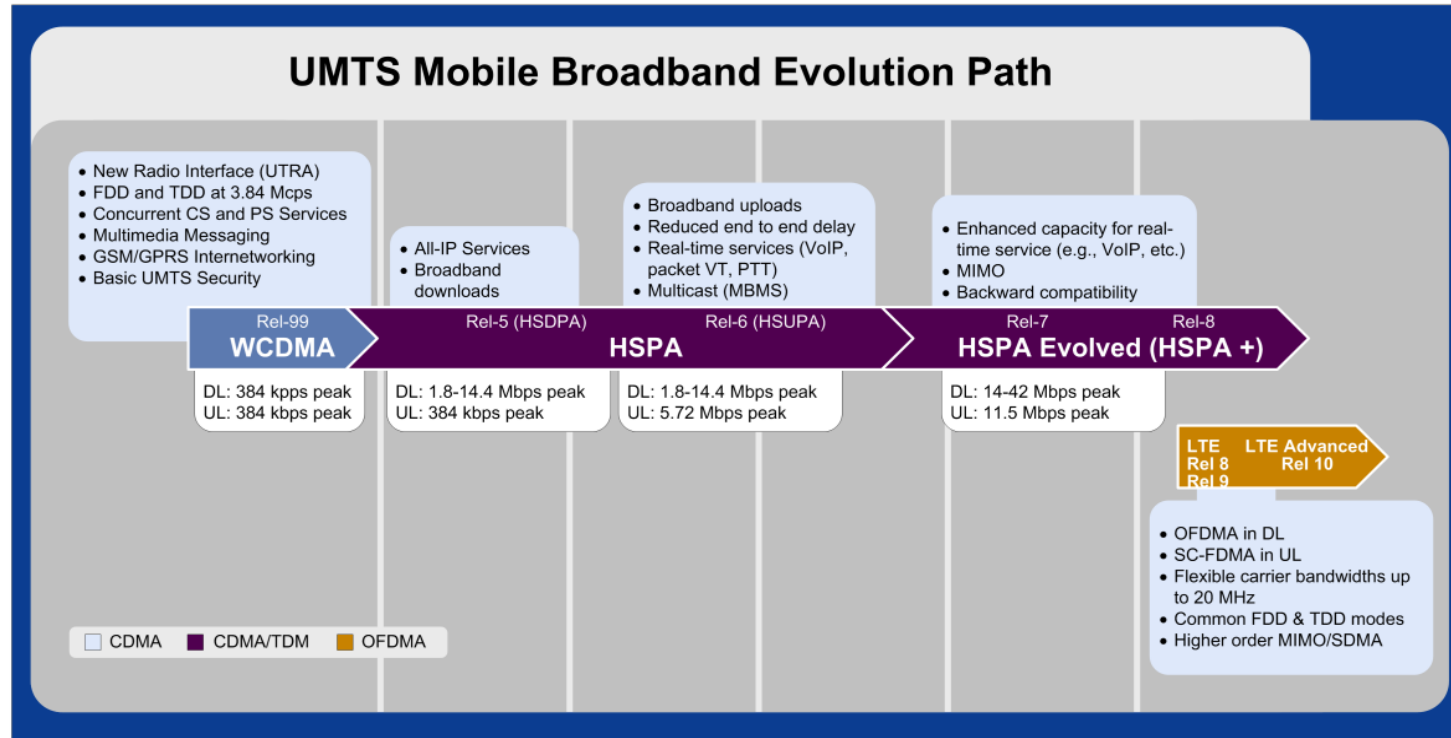 UMTS Mobile Broadband Evolution Path
• New Radio Interface (UTRA)
• FDD and TDD at 3.84 Mcps
• Concurrent CS and PS Services
• Multimedia Messaging
• GSM/GPRS Internetworking
• Basic UMTS Security
• All-IP Services
• Broadband
downloads
• Broadband uploads
• Reduced end to end delay
• Real-time services (VoIP,
packet VT, PTT)
• Multicast (MBMS)
• Enhanced capacity for real-
time service (e.g., VoIP, etc.)
• MIMO
• Backward compatibility
Rel-99
WCDMA
Rel-5 (HSDPA)
Rel-6 (HSUPA)
HSPA
Rel-7
Rel-8
HSPA Evolved (HSPA +)
DL: 384 kpps peak
UL: 384 kbps peak
DL: 1.8-14.4 Mbps peak
UL: 384 kbps peak
DL: 1.8-14.4 Mbps peak
UL: 5.72 Mbps peak
DL: 14-42 Mbps peak
UL: 11.5 Mbps peak
LTE
Rel 8
Rel 9
LTE Advanced
Rel 10
• OFDMA in DL
• SC-FDMA in UL
• Flexible carrier bandwidths up
to 20 MHz
• Common FDD & TDD modes
• Higher order MIMO/SDMA
CDMA
CDMA/TDM
OFDMA